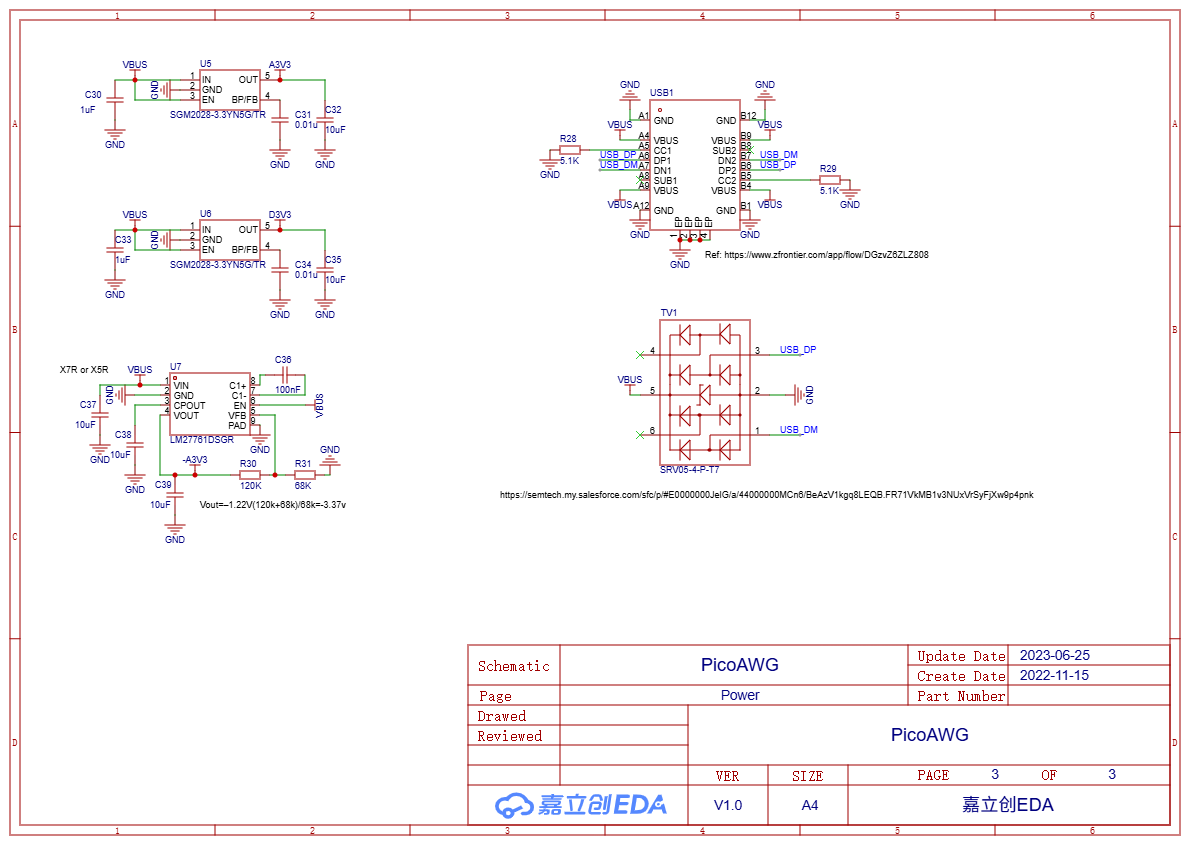 1 2 3 4 5 6
A
B
C
D
A
B
C
D
VBUS
U5
A3V3
C30
1uF
GND
GND
1 IN
2 GND
3 EN
OUT 5
BP/FB 4
SGM2028-3.3YN5G/TR
C31
0.01u
C32
10uF
GND
GND
VBUS
U6
D3V3
C33
1uF
GND
GND
1 IN
2 GND
3 EN
OUT 5
BP/FB 4
SGM2028-3.3YN5G/TR
C34
0.01u
C35
10uF
GND
GND
X7R or X5R
VBUS
U7
C36
100nF
C37
10uF
GND
GND
1 VIN
2 GND
3 CPOUT
4 VOUT
C1+ 8
C1- 7
EN 6
VFB 5
PAD 9
VBUS
LM27761DSGR
GND
C38
10uF
GND
-A3V3
R30
120K
R31
68K
GND
C39
10uF
GND
Vout=–1.22V(120k+68k)/68k=-3.37v
GND
USB1
GND
A1 GND
GND B12
VBUS
VBUS
A4 VBUS
VBUS B9
A5 CC1
SUB2 B8
USB_DP A6 DP1
DN2 B7 USB_DM
USB_DM A7 DN1
DP2 B6 USB_DP
A8 SUB1
CC2 B5
A9 VBUS
VBUS B4
VBUS
VBUS
A12 GND
GND B1
GND
GND
EP EP EP EP
1 2 3 4
GND
R28
5.1K
GND
R29
5.1K
GND
Ref: https://www.zfrontier.com/app/flow/DGzvZ6ZLZ808
TV1
4
3 USB_DP
VBUS
5
2 GND
6
1 USB_DM
SRV05-4-P-T7
https://semtech.my.salesforce.com/sfc/p/#E0000000JelG/a/44000000MCn6/BeAzV1kgq8LEQB.FR71VkMB1v3NUxVrSyFjXw9p4pnk
Schematic
PicoAWG
Update Date 2023-06-25
Create Date 2022-11-15
Page
Power
Part Number
Drawed
Reviewed
PicoAWG
VER
SIZE
PAGE 3 OF 3
嘉立创EDA
V1.0
A4
嘉立创EDA
1 2 3 4 5 6